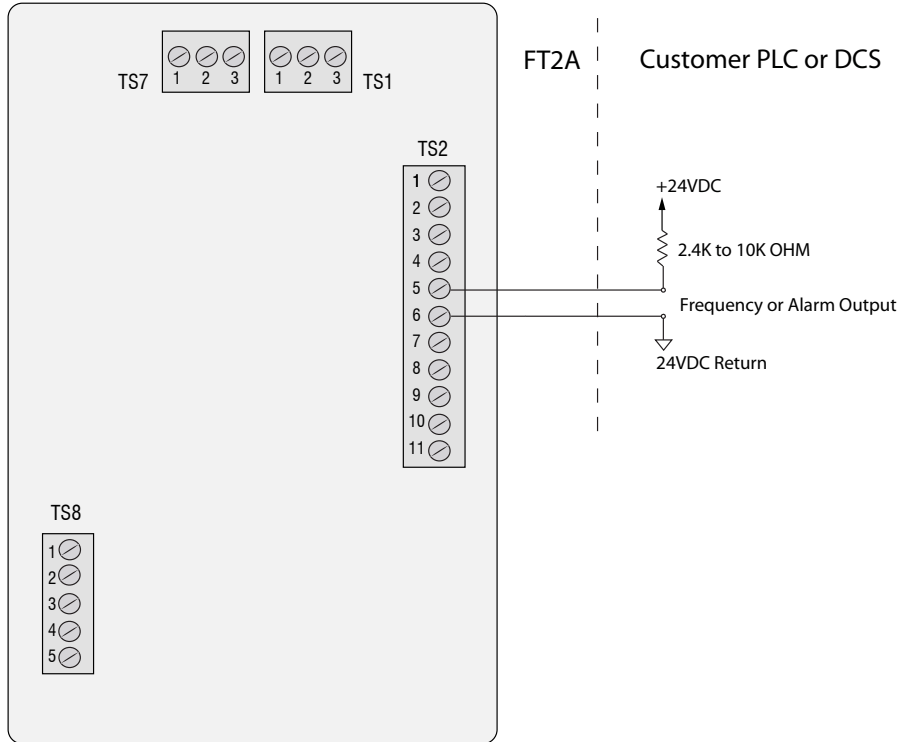 FT2A
Customer PLC or DCS
TS7
1 2 3
1 2 3
TS1
TS2
1
2
3
4
5
6
7
8
9
10
11
+24VDC
2.4K to 10K OHM
Frequency or Alarm Output
24VDC Return
TS8
1
2
3
4
5